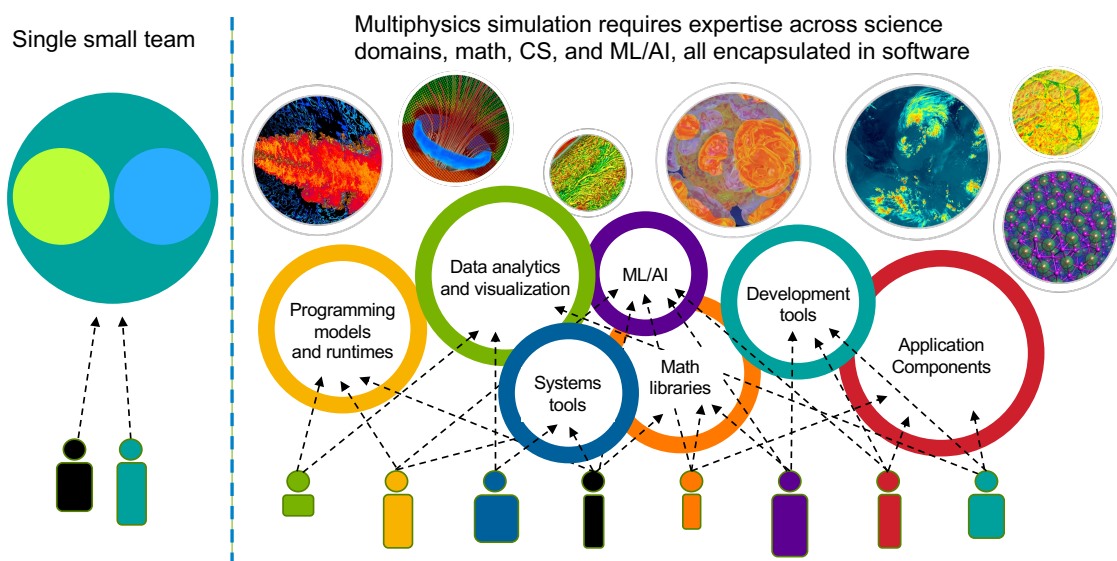 Single small team
Multiphysics simulation requires expertise across science
domains, math, CS, and ML/AI, all encapsulated in software
Programming
models
and runtimes
Data analytics
and visualization
Systems
tools
ML/AI
Math
libraries
Development
tools
Application
Components